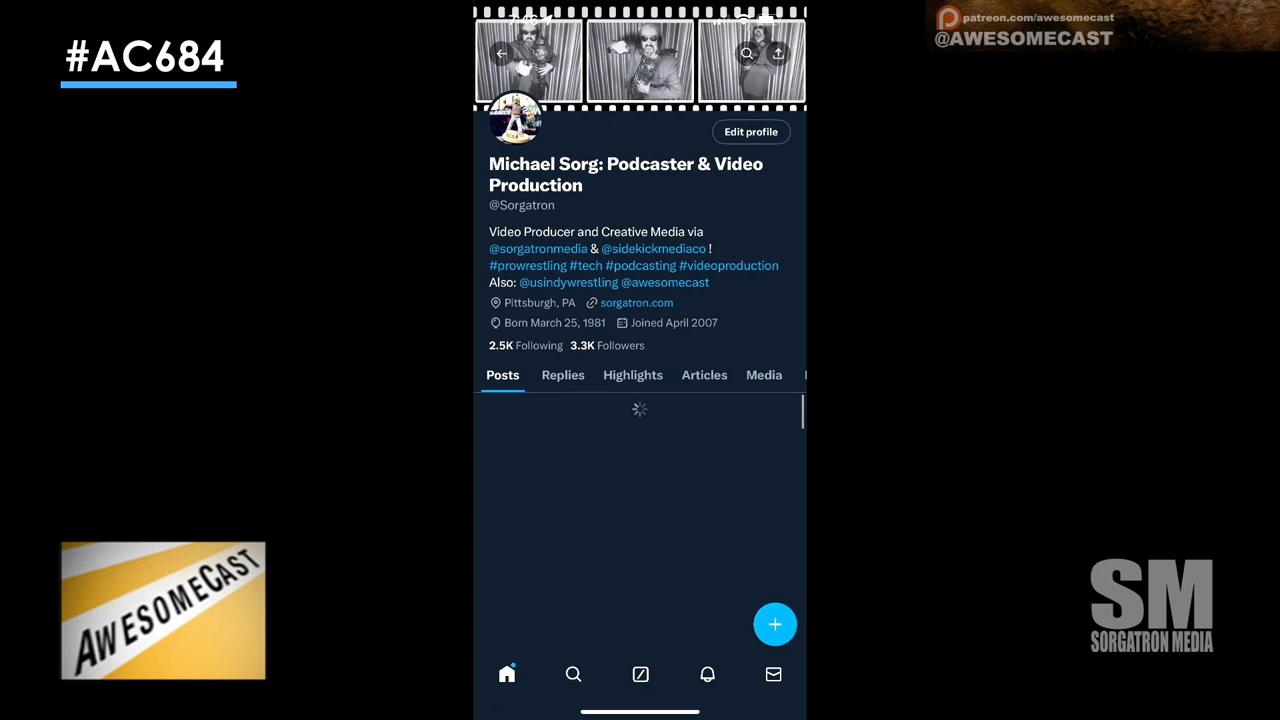 #AC684
patreon.com/awesomecast
@AWESOMECAST
Edit profile
Michael Sorg: Podcaster & Video
Production
@Sorgatron
Video Producer and Creative Media via
@sorgatronmedia & @sidekickmediaco !
#prowrestling #tech #podcasting #videoproduction
Also: @usindywrestling @awesomecast
Pittsburgh, PA sorgatron.com
Born March 25, 1981 Joined April 2007
2.5K Following 3.3K Followers
Posts Replies Highlights Articles Media
AWESOMECAST
SM
SORGATRON MEDIA